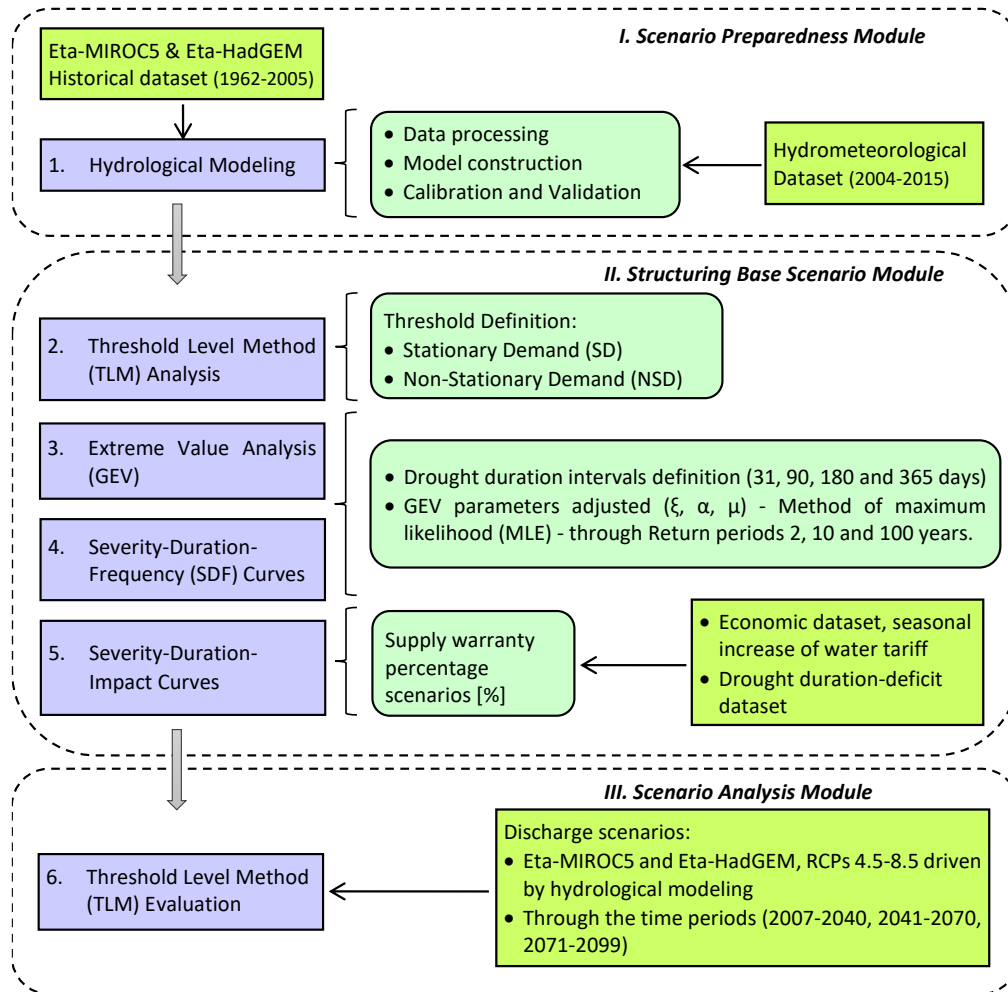 I. Scenario Preparedness Module
Eta-MIROC5 & Eta-HadGEM
Historical dataset (1962-2005)
1. Hydrological Modeling
• Data processing
• Model construction
• Calibration and Validation
Hydrometeorological
Dataset (2004-2015)
II. Structuring Base Scenario Module
2. Threshold Level Method
(TLM) Analysis
Threshold Definition:
• Stationary Demand (SD)
• Non-Stationary Demand (NSD)
3. Extreme Value Analysis
(GEV)
4. Severity-Duration-
Frequency (SDF) Curves
• Drought duration intervals definition (31, 90, 180 and 365 days)
• GEV parameters adjusted (ξ, α, μ) - Method of maximum
likelihood (MLE) - through Return periods 2, 10 and 100 years.
5. Severity-Duration-
Impact Curves
Supply warranty
percentage
scenarios [%]
• Economic dataset, seasonal
increase of water tariff
• Drought duration-deficit
dataset
III. Scenario Analysis Module
6. Threshold Level Method
(TLM) Evaluation
Discharge scenarios:
• Eta-MIROC5 and Eta-HadGEM, RCPs 4.5-8.5 driven
by hydrological modeling
• Through the time periods (2007-2040, 2041-2070,
2071-2099)